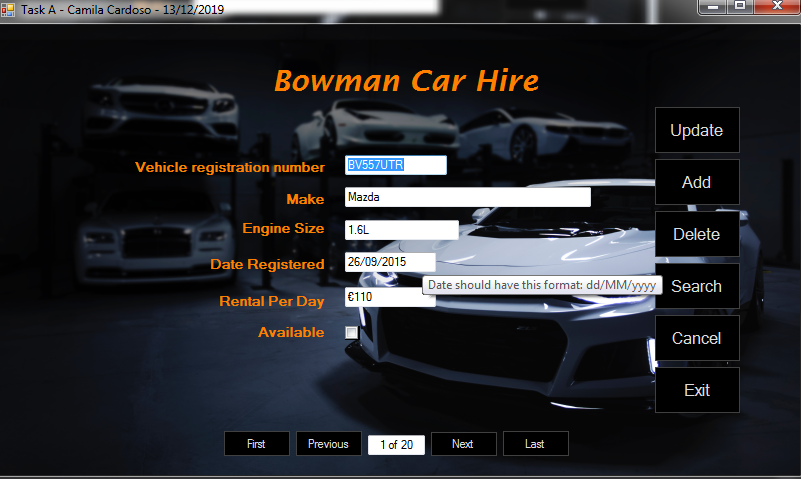 Task A - Camila Cardoso - 13/12/2019
Bowman Car Hire
Vehicle registration number BV557UTR
Make Mazda
Engine Size 1.6L
Date Registered 26/09/2015
Date should have this format: dd/MM/yyyy
Rental Per Day €110
Available
Update
Add
Delete
Search
Cancel
Exit
First Previous 1 of 20 Next Last